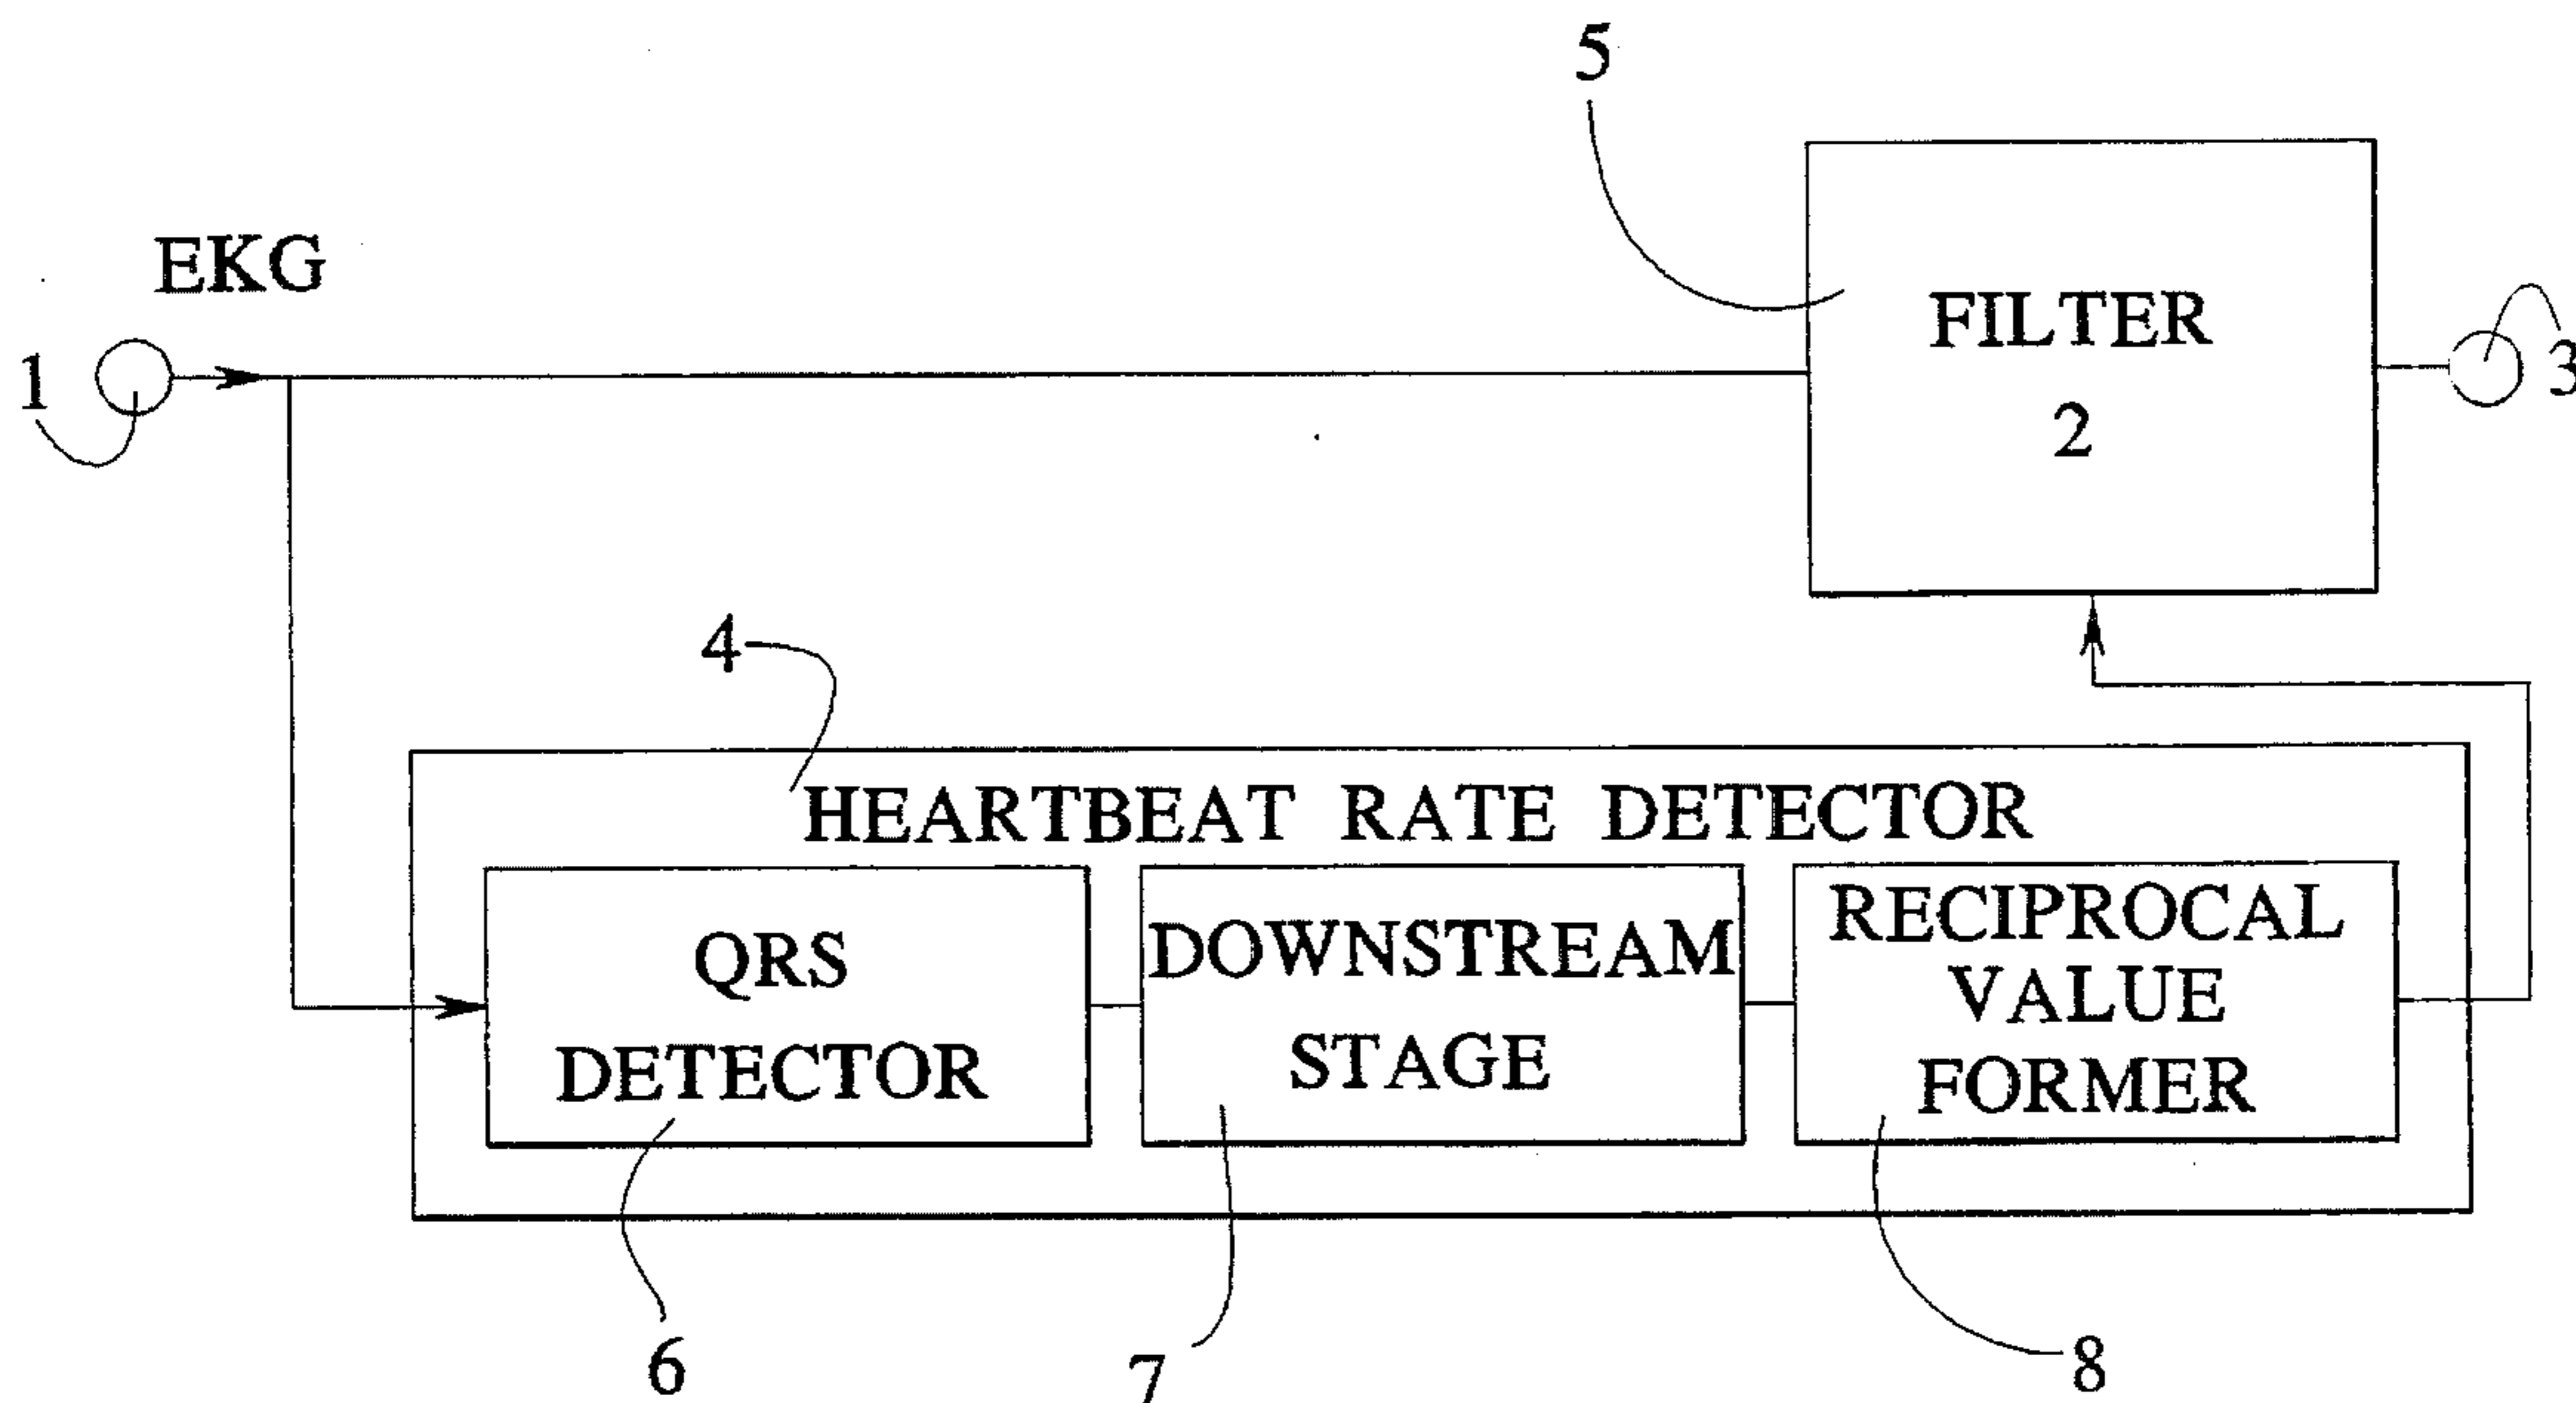 5
EKG
1
FILTER
2
3
4
HEARTBEAT RATE DETECTOR
QRS
DETECTOR
DOWNSTREAM
STAGE
RECIPROCAL
VALUE
FORMER
6
7
8